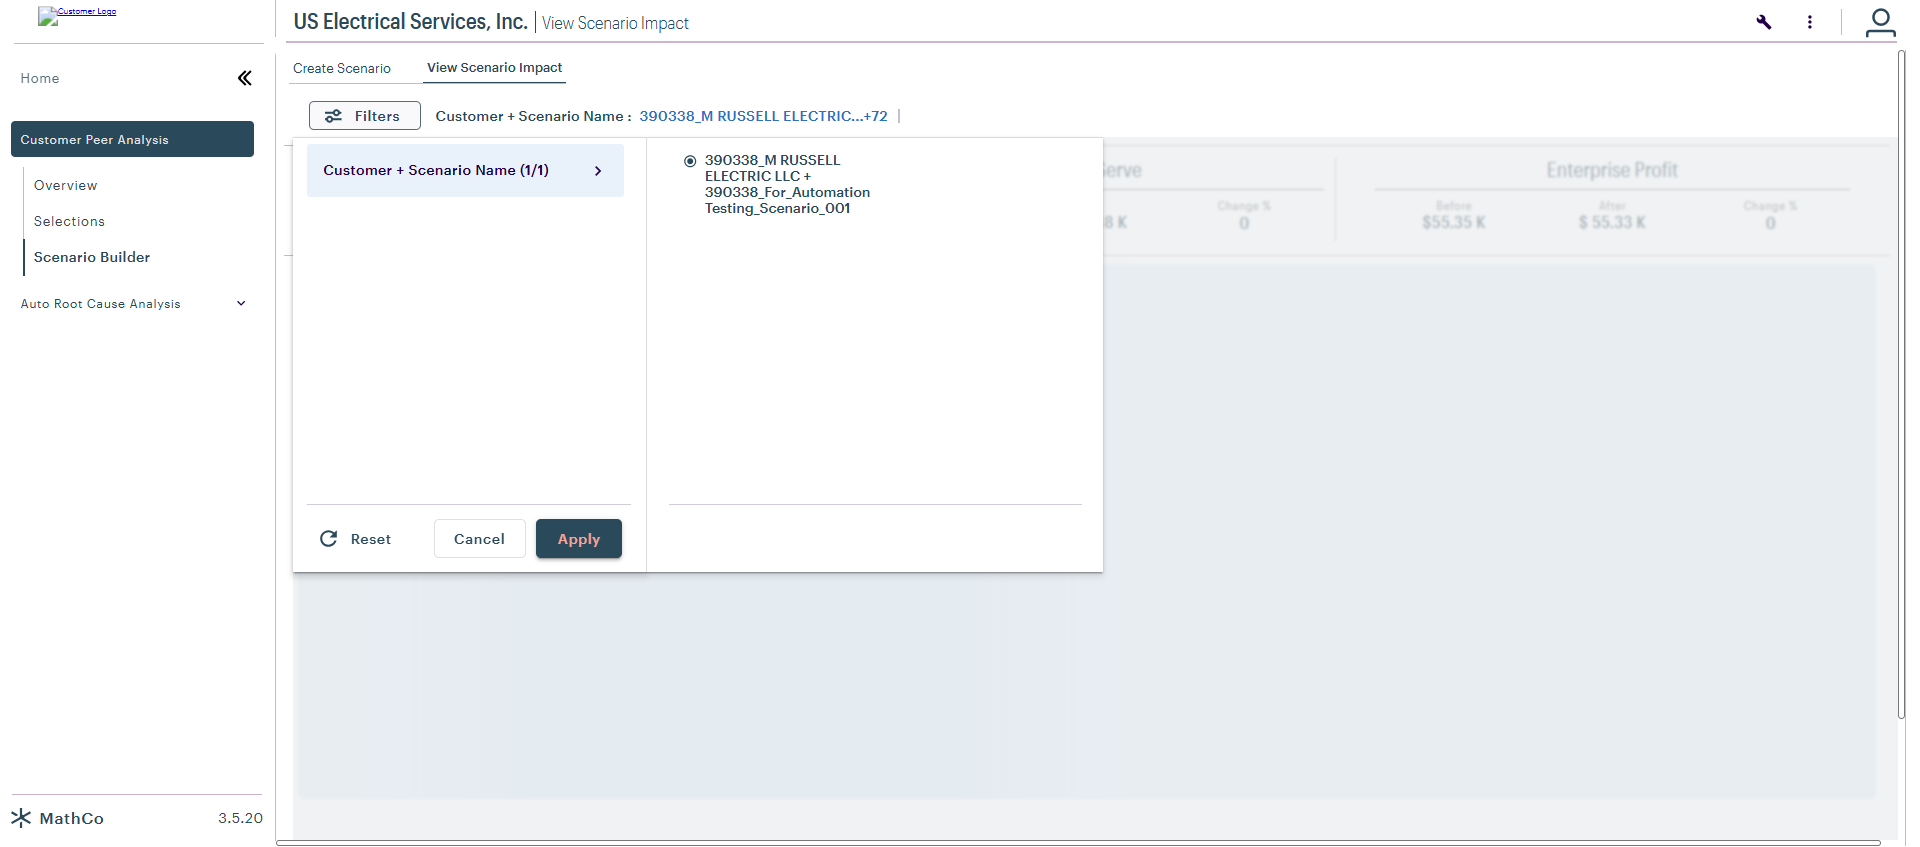 Customer Logo
US Electrical Services, Inc.
View Scenario Impact
Home
Create Scenario
View Scenario Impact
Filters
Customer + Scenario Name :
390338_M RUSSELL ELECTRIC...+72
Customer Peer Analysis
Overview
Selections
Scenario Builder
Auto Root Cause Analysis
Customer + Scenario Name (1/1)
390338_M RUSSELL
ELECTRIC LLC +
390338_For_Automation
Testing_Scenario_001
Change %
0
Enterprise Profit
Before
$55.35 K
After
$ 55.33 K
Change %
0
Reset
Cancel
Apply
MathCo
3.5.20